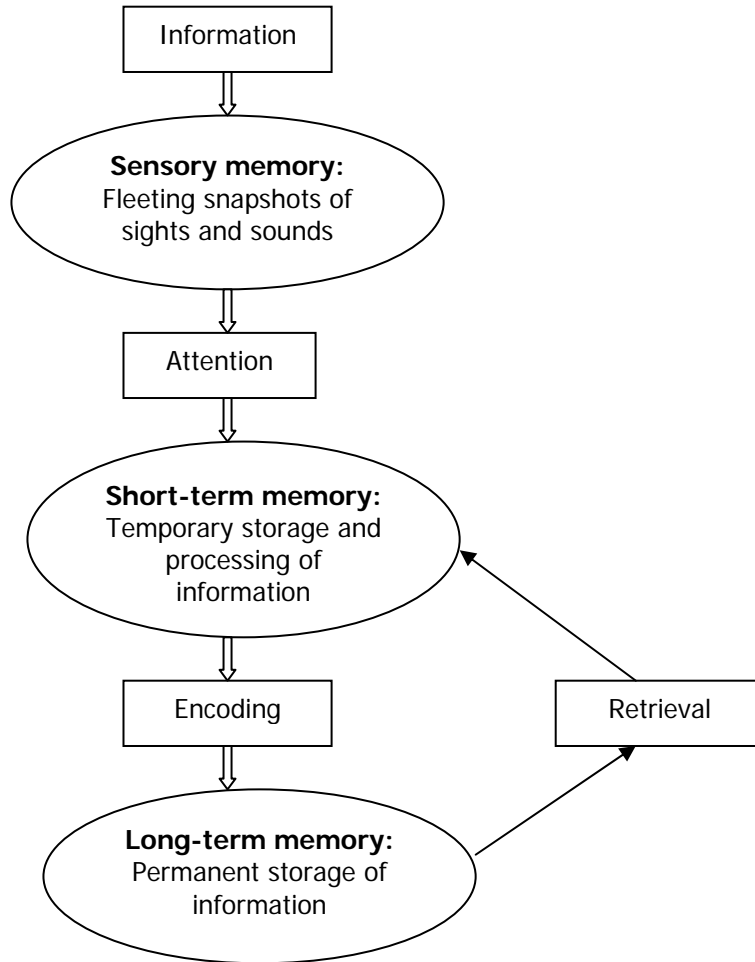 Information
Sensory memory:
Fleeting snapshots of
sights and sounds
Attention
Short-term memory:
Temporary storage and
processing of
information
Encoding
Retrieval
Long-term memory:
Permanent storage of
information